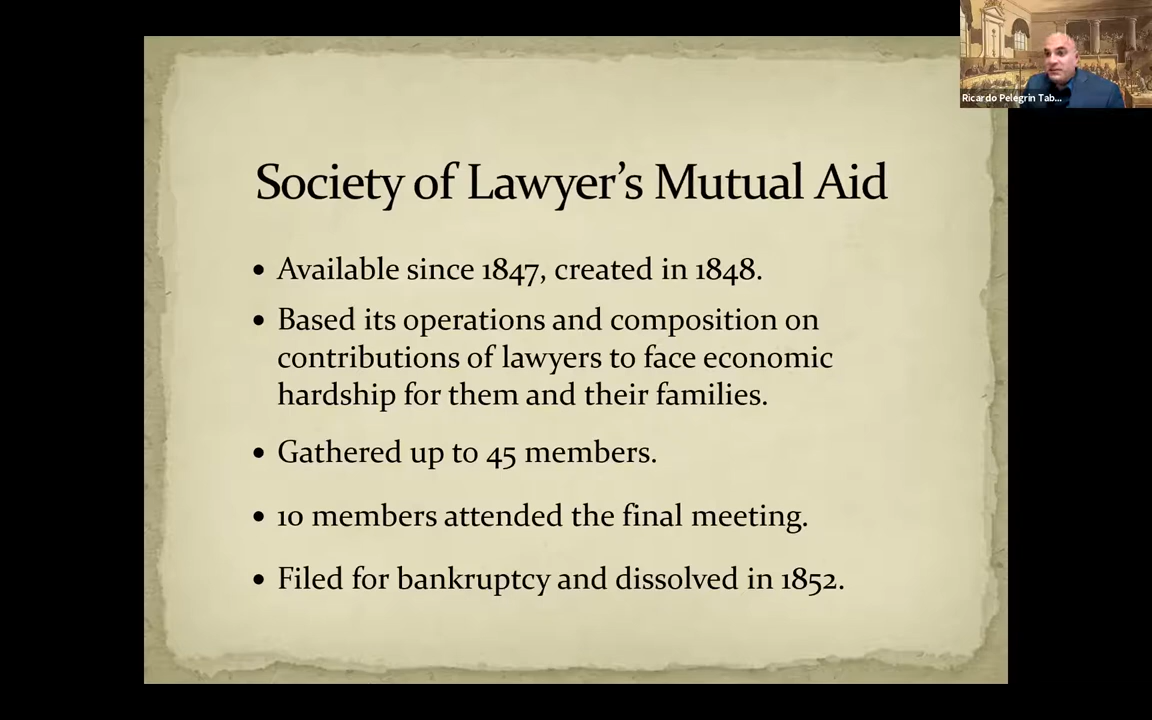 Ricardo Pelegrin Tab...
Society of Lawyer's Mutual Aid
• Available since 1847, created in 1848.
• Based its operations and composition on
contributions of lawyers to face economic
hardship for them and their families.
• Gathered up to 45 members.
• 10 members attended the final meeting.
• Filed for bankruptcy and dissolved in 1852.